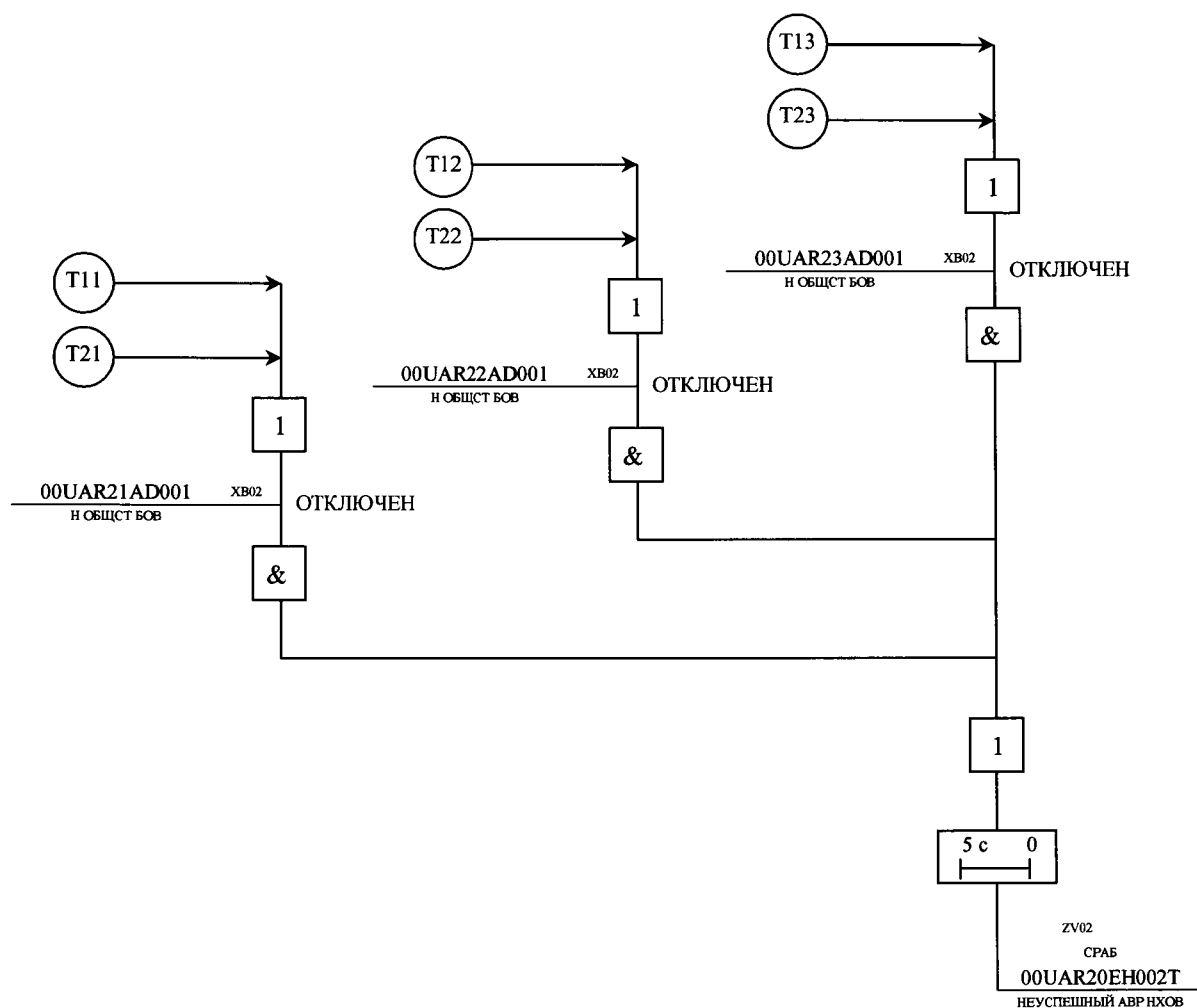 T13
T23
1
00UAR23AD001 XB02 ОТКЛЮЧЕН
Н ОБЩСТ БОВ
&
T12
T22
1
00UAR22AD001 XB02 ОТКЛЮЧЕН
Н ОБЩСТ БОВ
&
T11
T21
1
00UAR21AD001 XB02 ОТКЛЮЧЕН
Н ОБЩСТ БОВ
&
1
5 с 0
ZV02
СРАБ
00UAR20EH002T
НЕУСПЕШНЫЙ АВР НХОВ